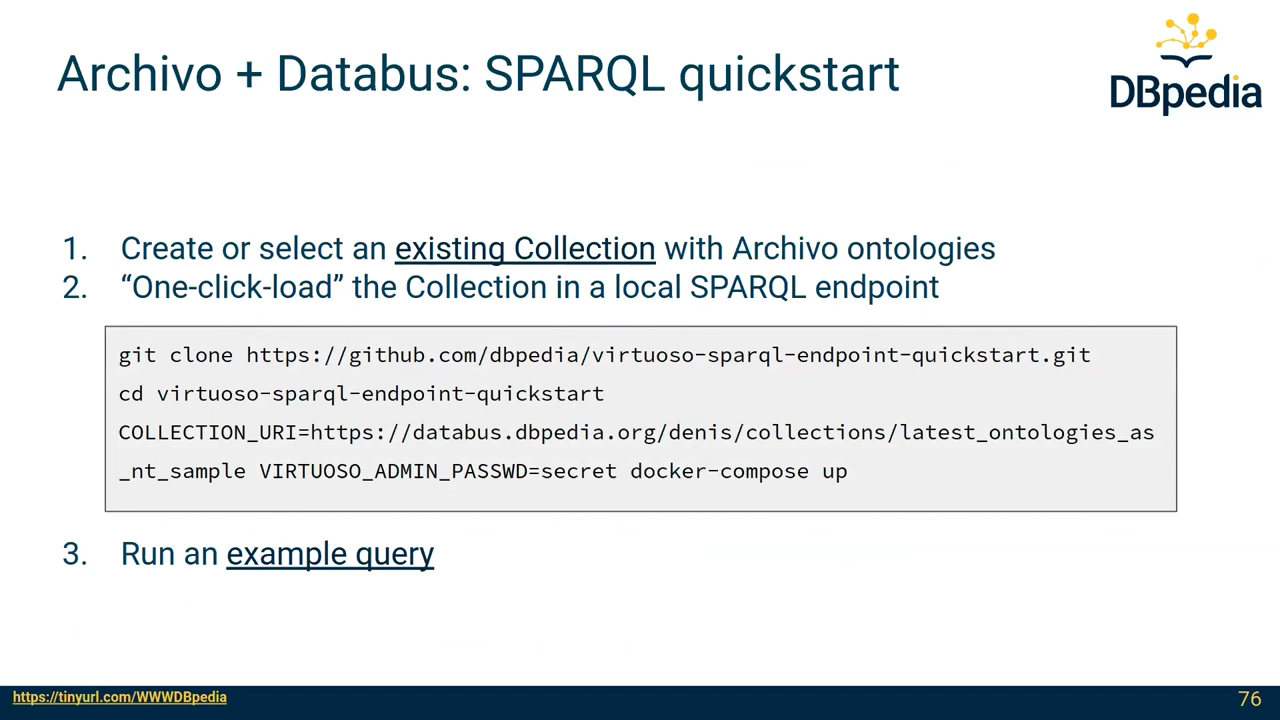 Archivo + Databus: SPARQL quickstart
DBpedia
1. Create or select an existing Collection with Archivo ontologies
2. “One-click-load” the Collection in a local SPARQL endpoint
git clone https://github.com/dbpedia/virtuoso-sparql-endpoint-quickstart.git
cd virtuoso-sparql-endpoint-quickstart
COLLECTION_URI=https://databus.dbpedia.org/denis/collections/latest_ontologies_as
_nt_sample VIRTUOSO_ADMIN_PASSWD=secret docker-compose up
3. Run an example query
https://tinyurl.com/WWWDBpedia
76